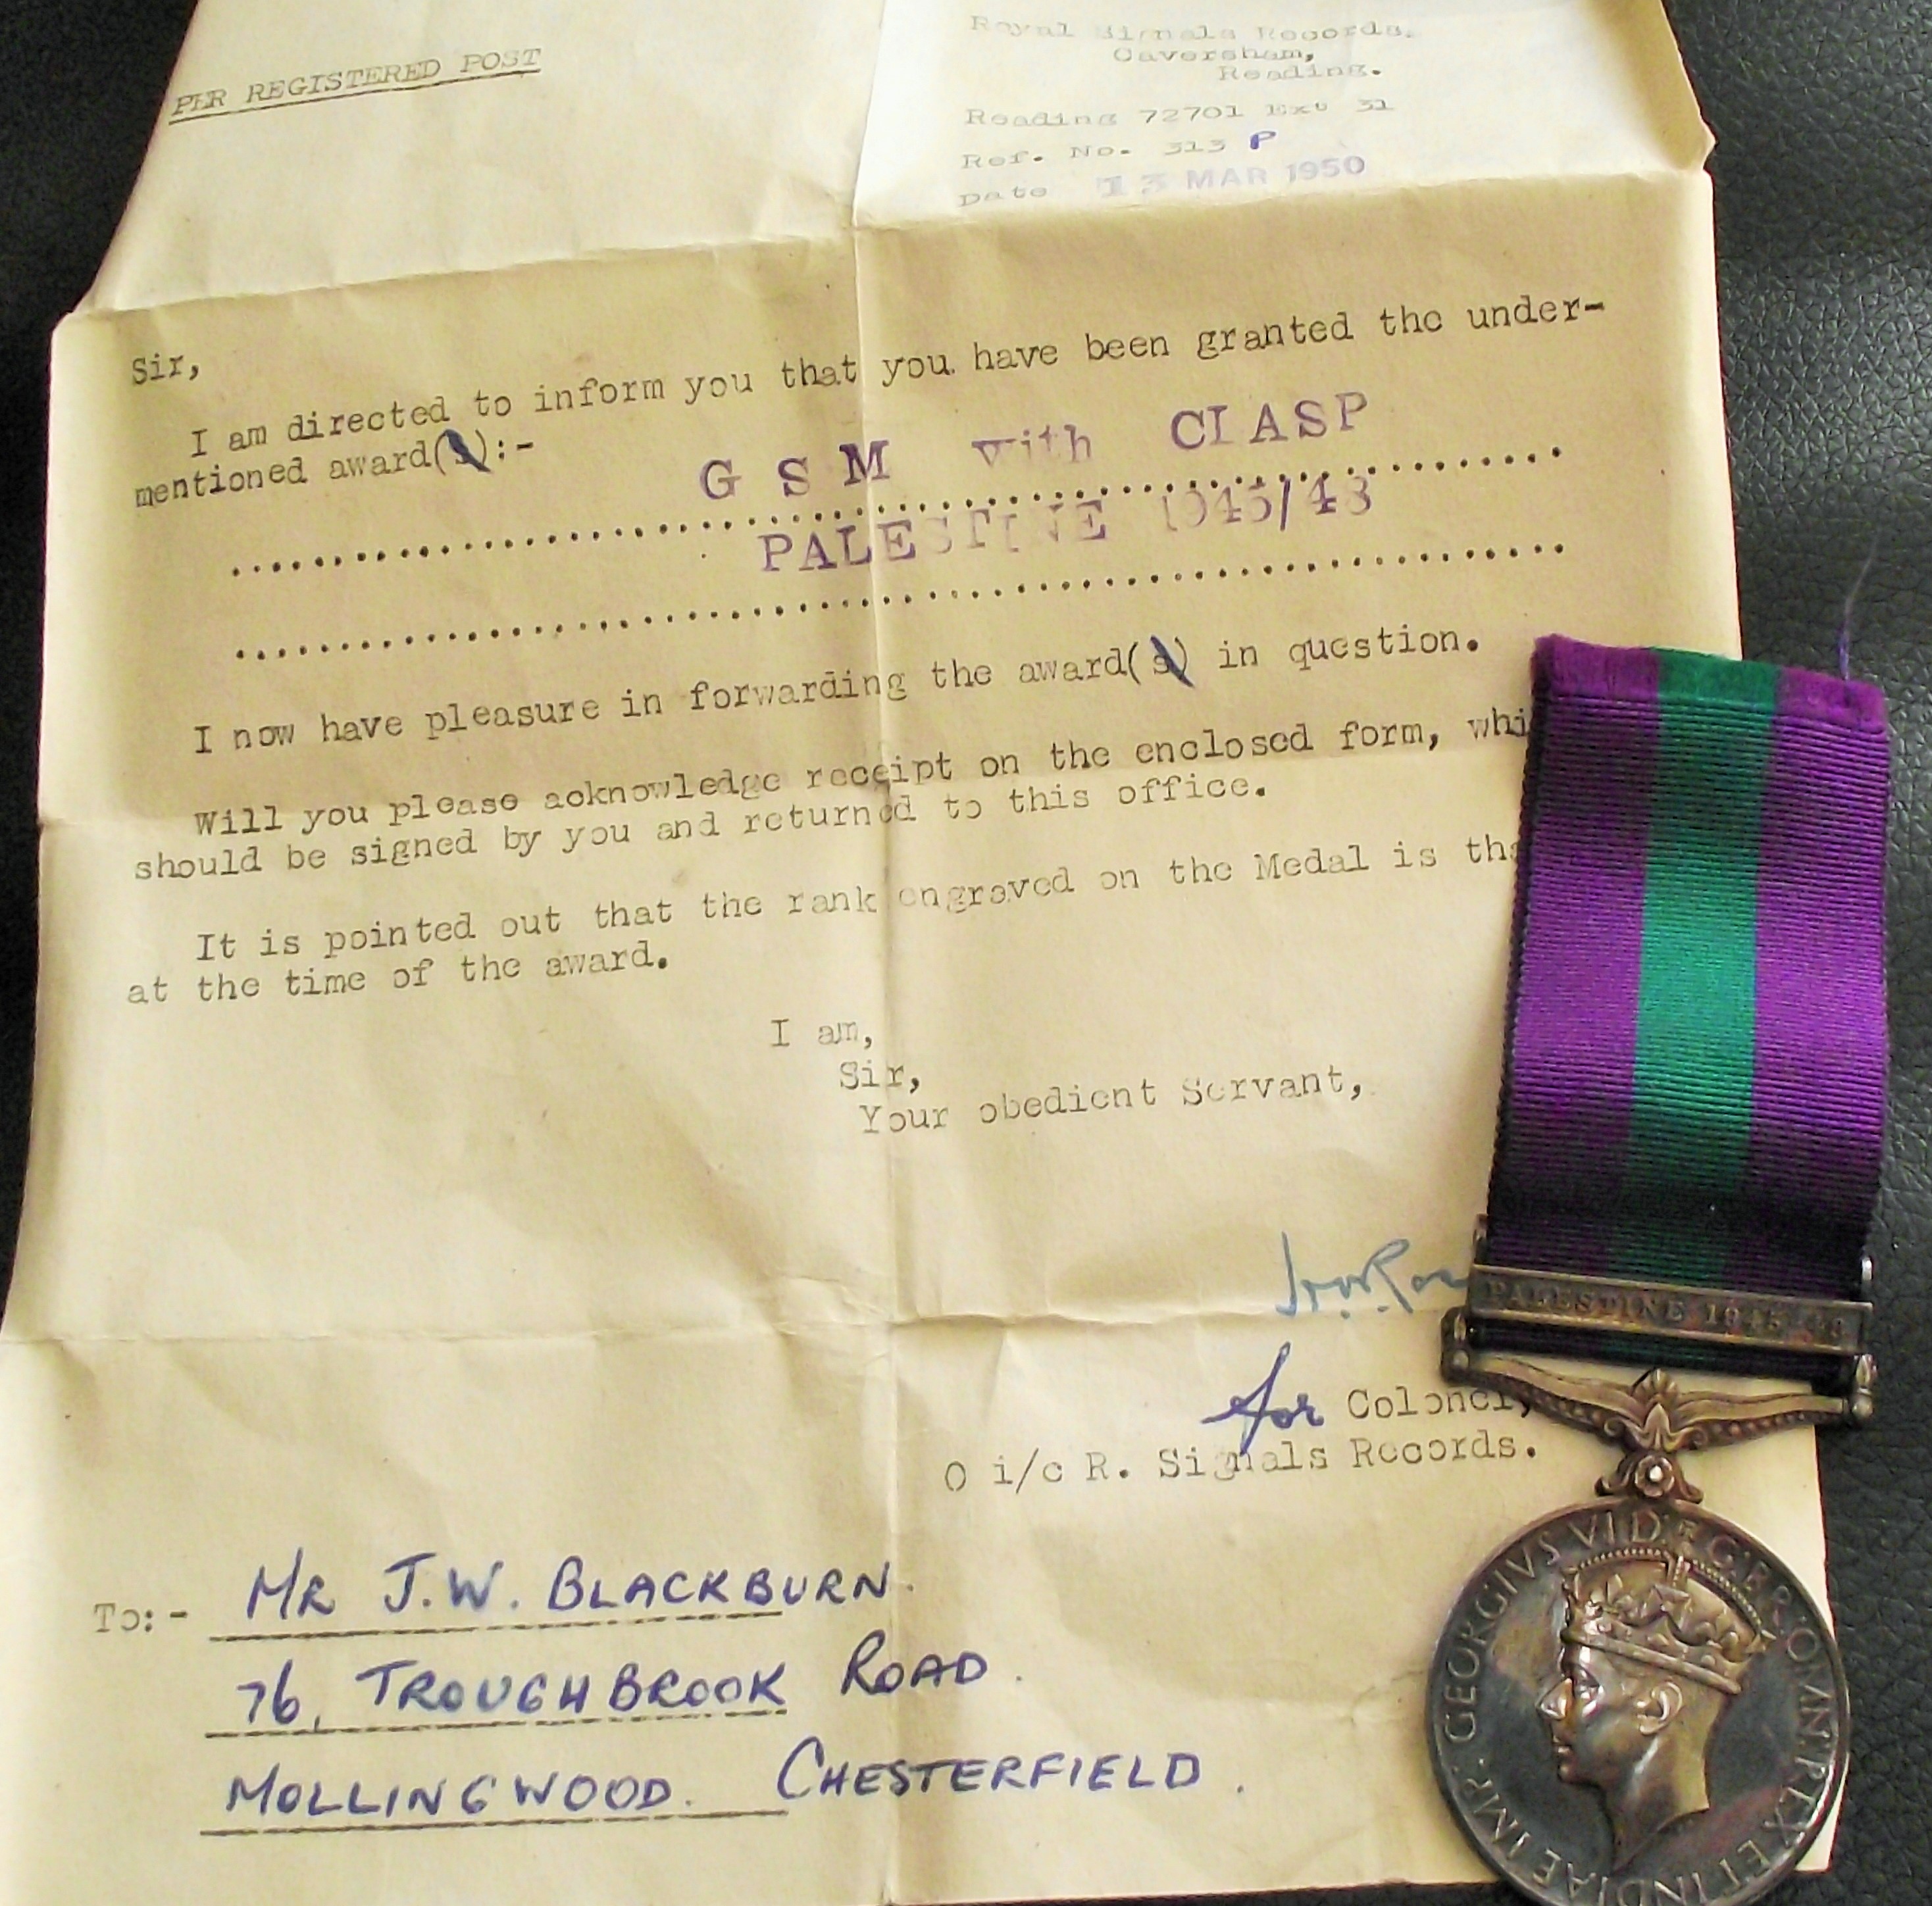 PER REGISTERED POST
Royal Signals Records,
Caversham,
Reading.
Reading 72701 Ext 31
Ref. No. 313 P
Date 13 MAR 1950
Sir,
I am directed to inform you that you have been granted the under-
mentioned award(s):-
G S M with CLASP
PALESTINE 1945/48
I now have pleasure in forwarding the award(s) in question.
Will you please acknowledge receipt on the enclosed form, whi
should be signed by you and returned to this office.
It is pointed out that the rank engraved on the Medal is tha
at the time of the award.
I am,
Sir,
Your obedient Servant,
for Colonel,
O i/c R. Signals Records.
To:- MR J.W. BLACKBURN.
76, TROUGHBROOK ROAD.
MOLLINGWOOD. CHESTERFIELD.
PALESTINE 1945-48
GEORGIVS VI D:G:BR:OMN:REX ET INDIAE IMP: